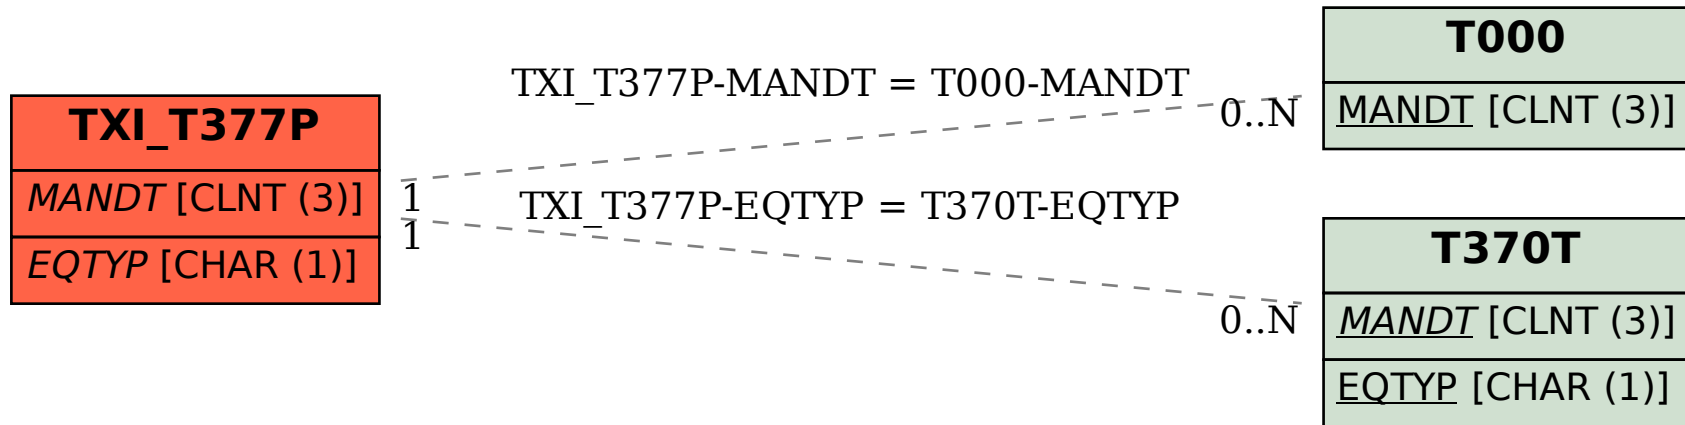 TXI_T377P
MANDT [CLNT (3)]
EQTYP [CHAR (1)]
TXI_T377P-MANDT = T000-MANDT
1
0..N
TXI_T377P-EQTYP = T370T-EQTYP
1
0..N
T000
MANDT [CLNT (3)]
T370T
MANDT [CLNT (3)]
EQTYP [CHAR (1)]